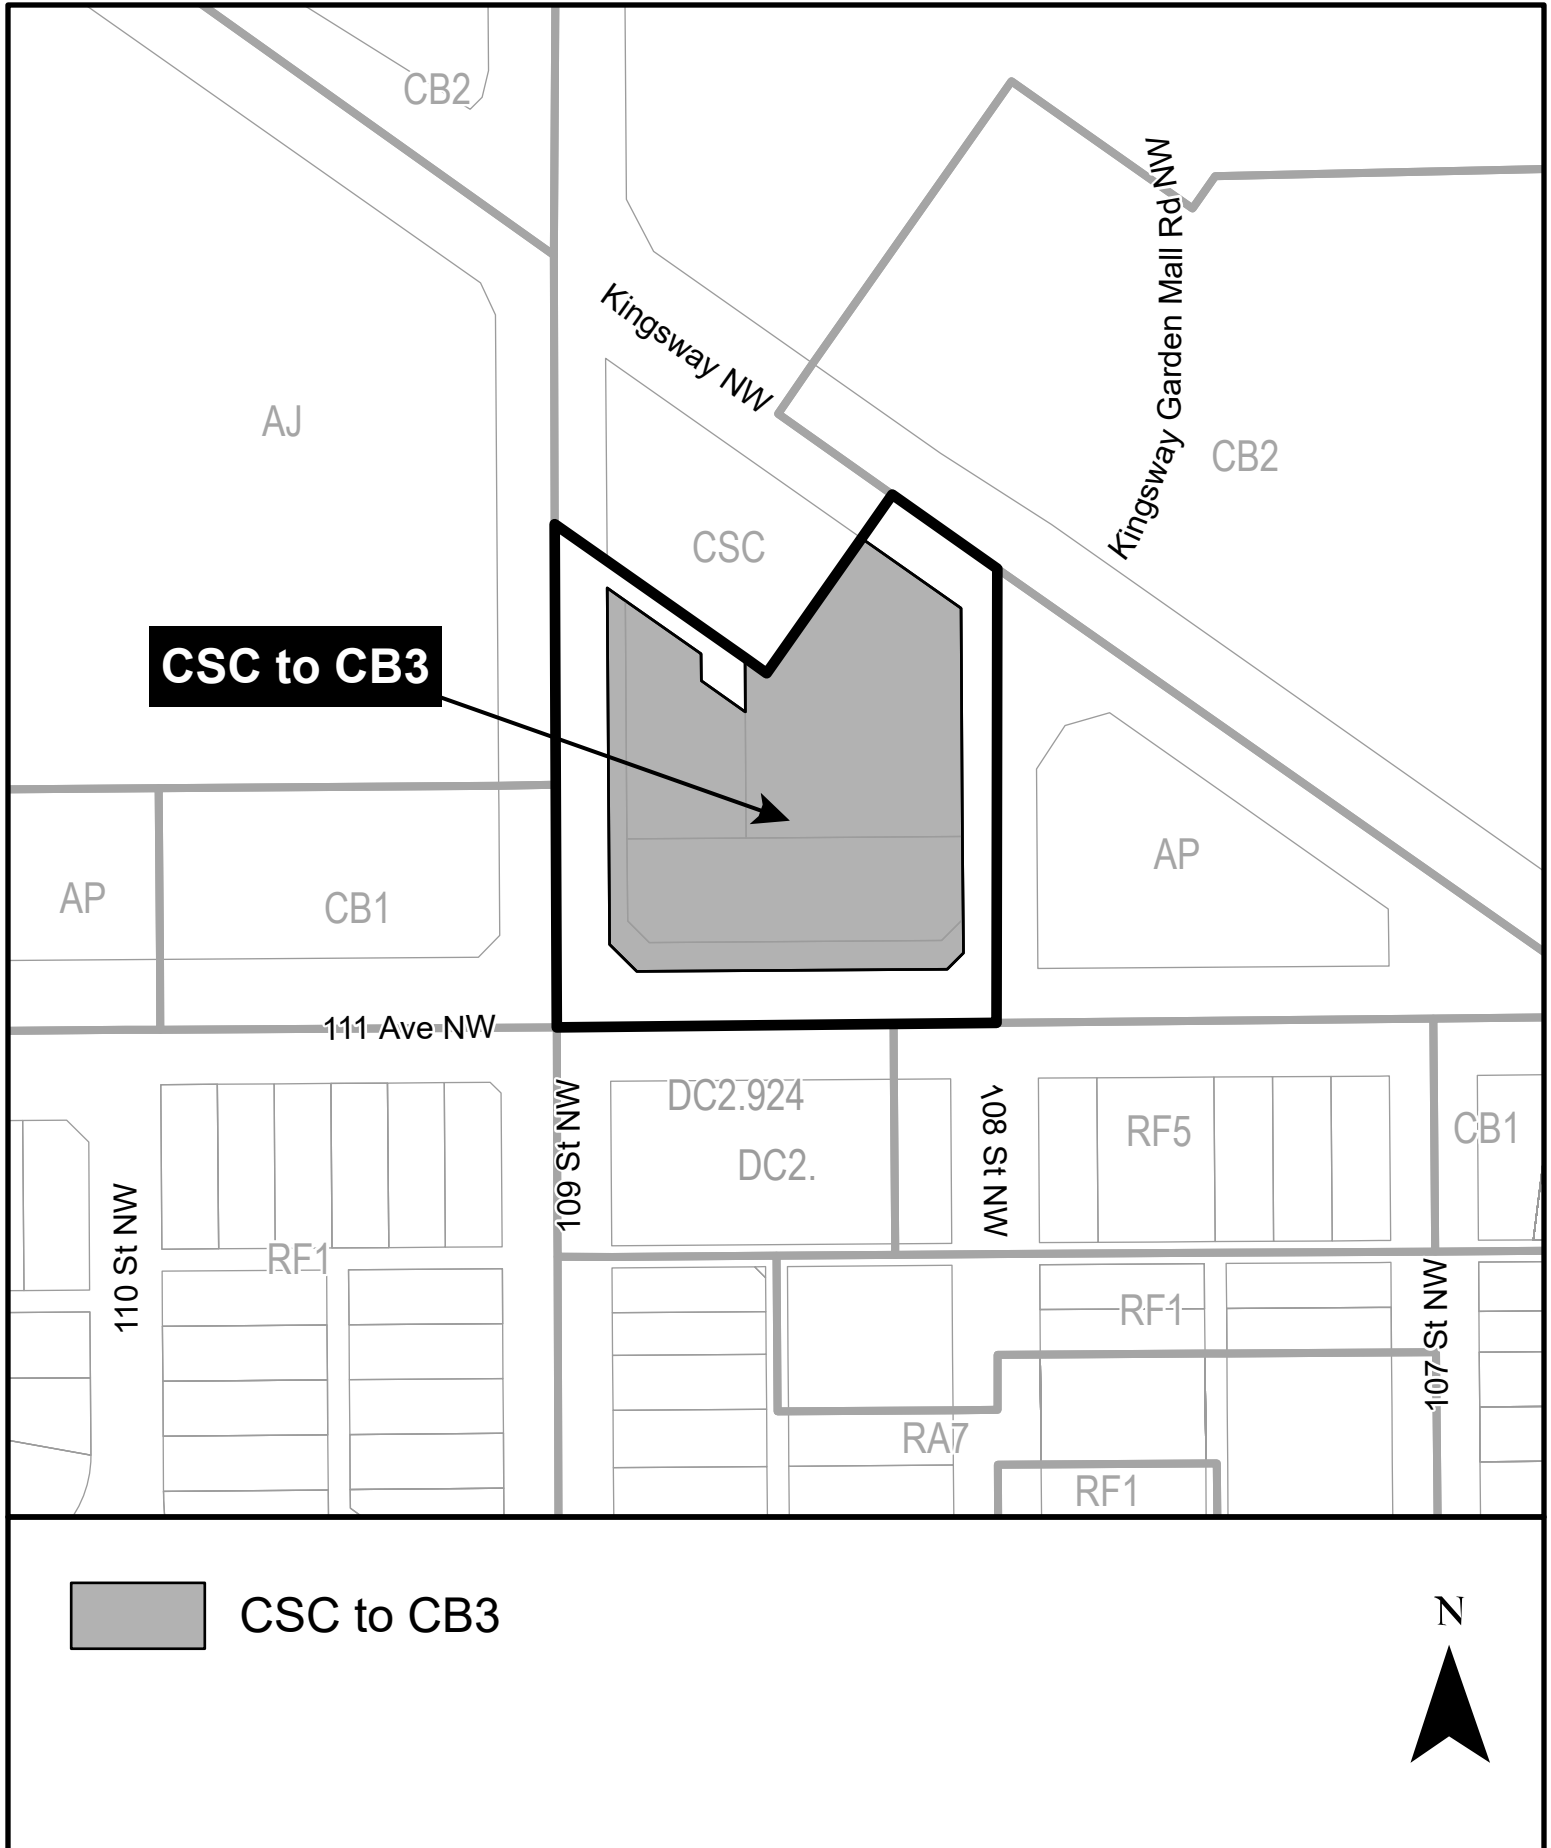 CB2
Kingsway Garden Mall Rd NW
Kingsway NW
AJ
CB2
CSC
CSC to CB3
AP
AP
CB1
111 Ave NW
DC2.924
DC2.
109 St NW
108 St NW
RF5
CB1
110 St NW
RF1
RF1
107 St NW
RA7
RF1
CSC to CB3
N